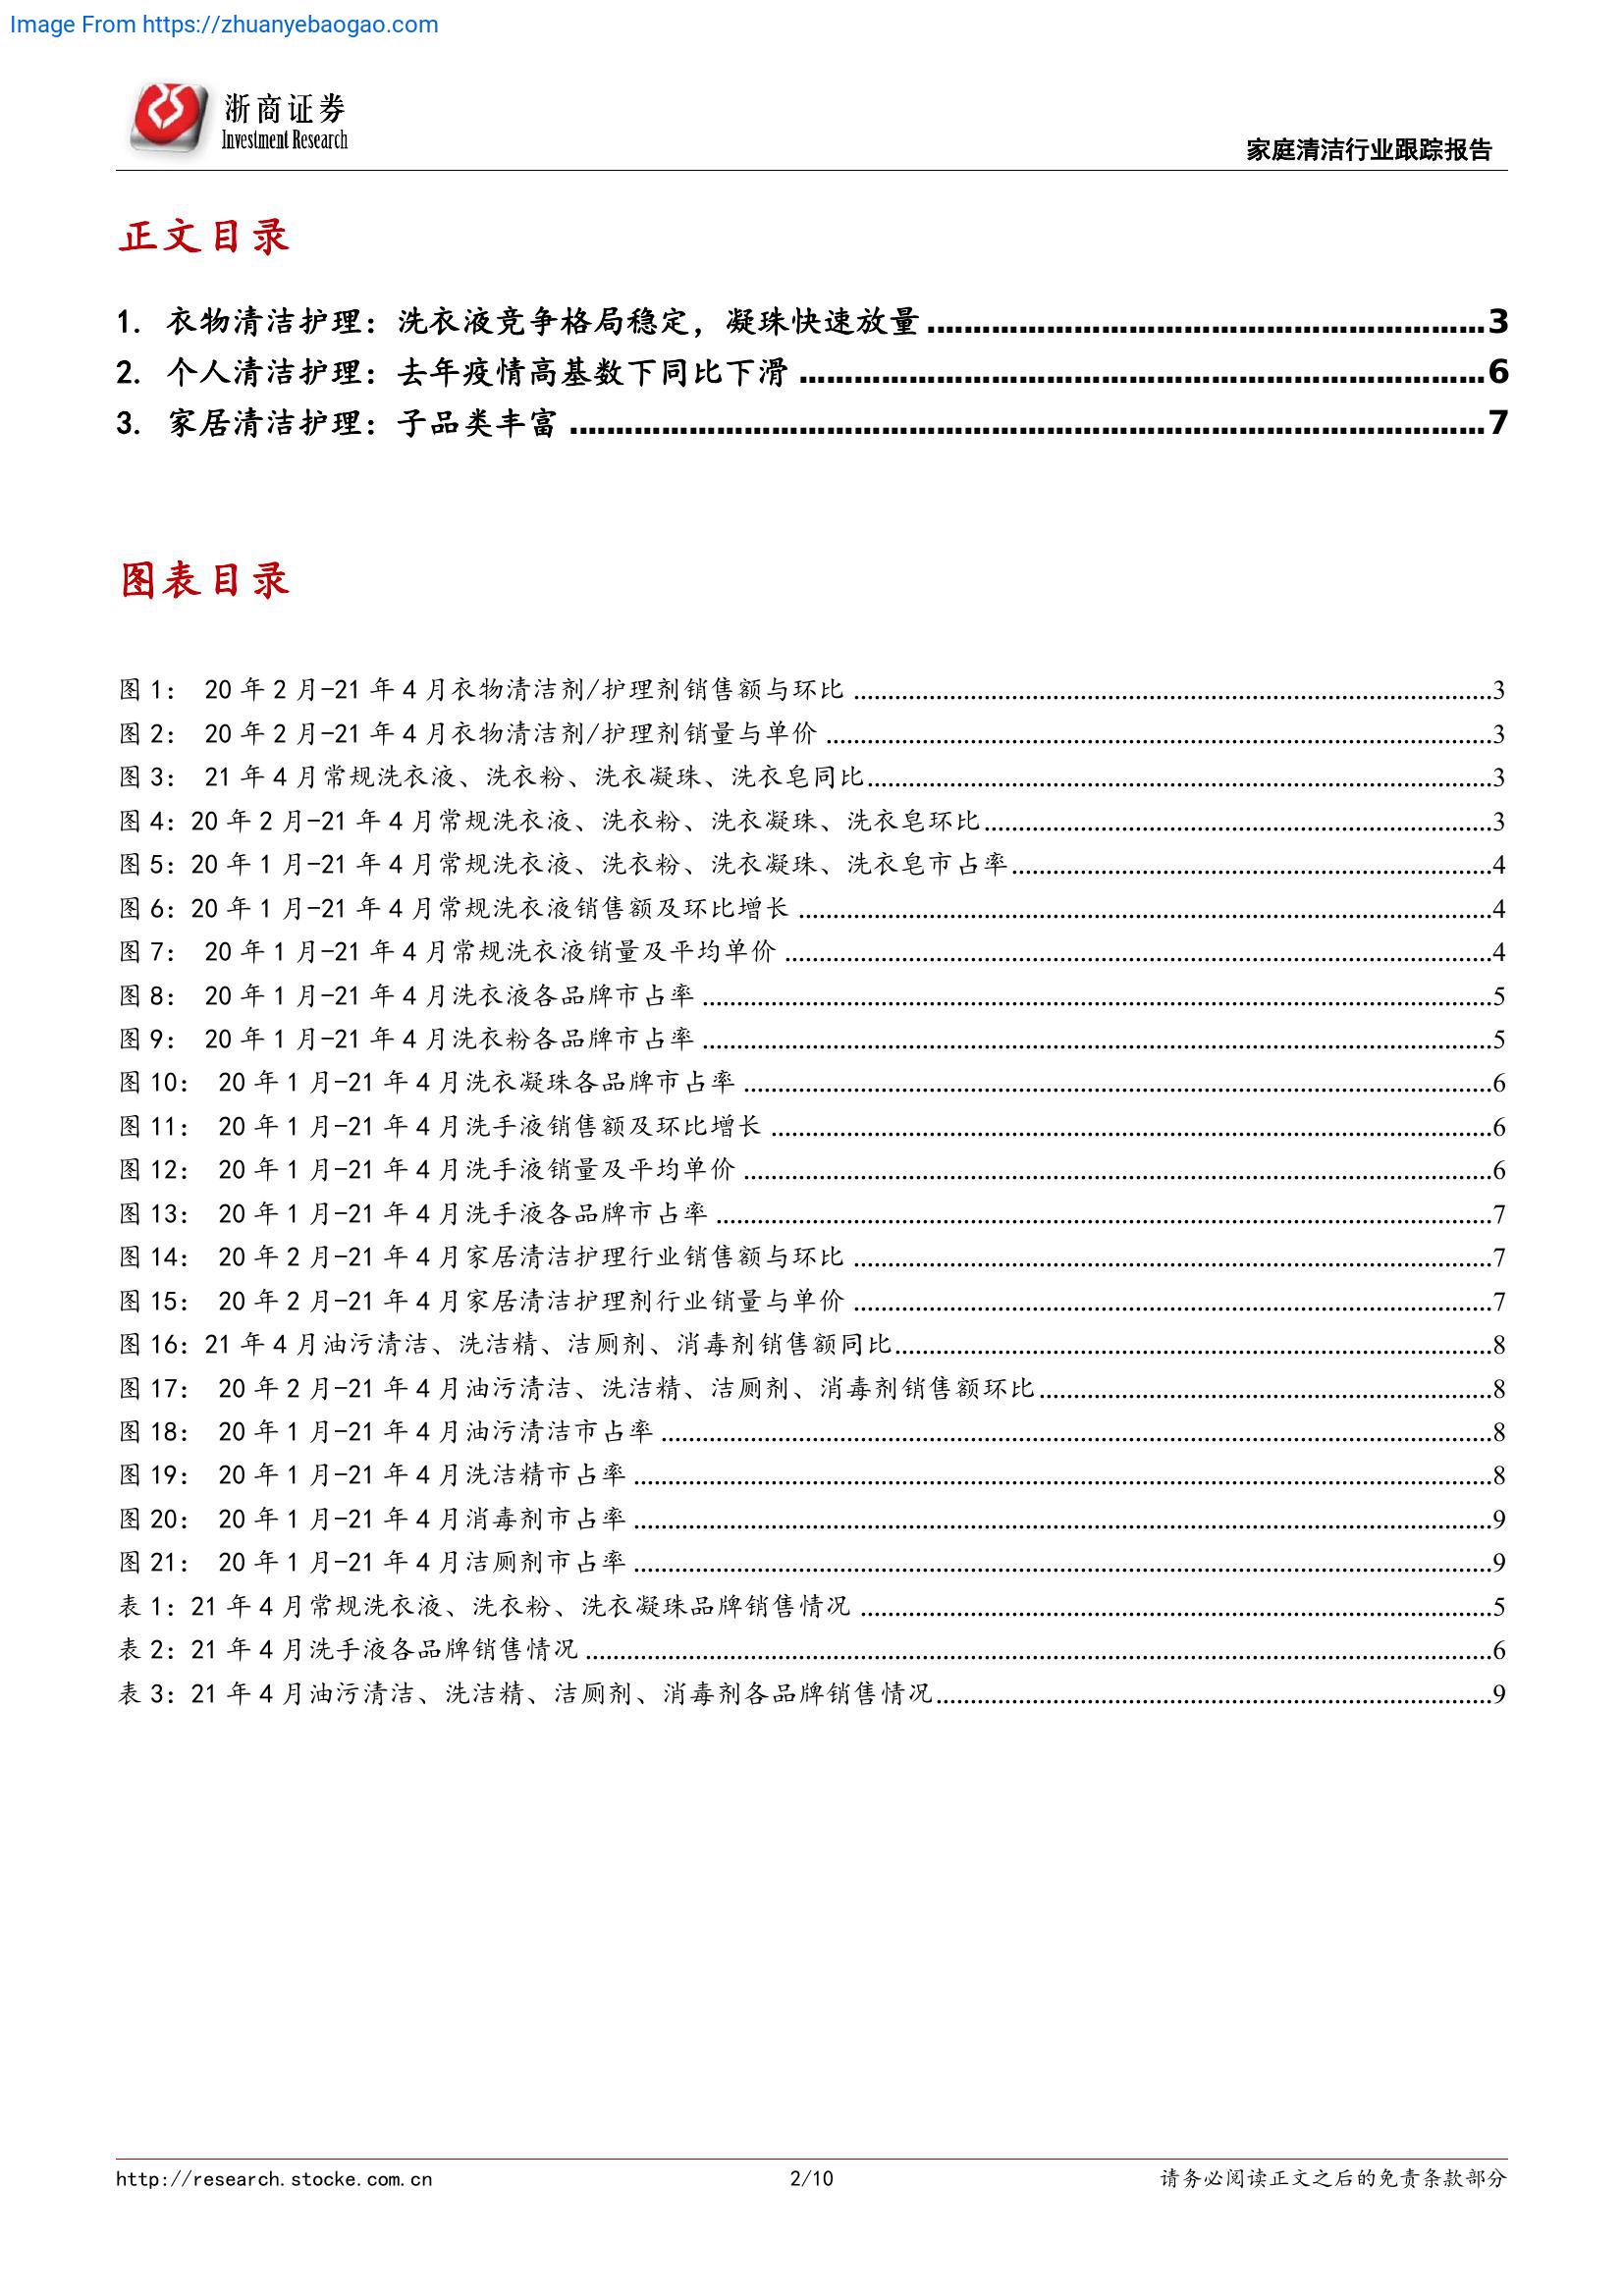 Image From https://zhuanyebaogao.com
浙商证券
Investment Research
家庭清洁行业跟踪报告
正文目录
1. 衣物清洁护理：洗衣液竞争格局稳定，凝珠快速放量 3
2. 个人清洁护理：去年疫情高基数下同比下滑 6
3. 家居清洁护理：子品类丰富 7
图表目录
图 1： 20 年 2 月-21 年 4 月衣物清洁剂/护理剂销售额与环比 3
图 2： 20 年 2 月-21 年 4 月衣物清洁剂/护理剂销量与单价 3
图 3： 21 年 4 月常规洗衣液、洗衣粉、洗衣凝珠、洗衣皂同比 3
图 4：20 年 2 月-21 年 4 月常规洗衣液、洗衣粉、洗衣凝珠、洗衣皂环比 3
图 5：20 年 1 月-21 年 4 月常规洗衣液、洗衣粉、洗衣凝珠、洗衣皂市占率 4
图 6：20 年 1 月-21 年 4 月常规洗衣液销售额及环比增长 4
图 7： 20 年 1 月-21 年 4 月常规洗衣液销量及平均单价 4
图 8： 20 年 1 月-21 年 4 月洗衣液各品牌市占率 5
图 9： 20 年 1 月-21 年 4 月洗衣粉各品牌市占率 5
图 10： 20 年 1 月-21 年 4 月洗衣凝珠各品牌市占率 6
图 11： 20 年 1 月-21 年 4 月洗手液销售额及环比增长 6
图 12： 20 年 1 月-21 年 4 月洗手液销量及平均单价 6
图 13： 20 年 1 月-21 年 4 月洗手液各品牌市占率 7
图 14： 20 年 2 月-21 年 4 月家居清洁护理行业销售额与环比 7
图 15： 20 年 2 月-21 年 4 月家居清洁护理剂行业销量与单价 7
图 16：21 年 4 月油污清洁、洗洁精、洁厕剂、消毒剂销售额同比 8
图 17： 20 年 2 月-21 年 4 月油污清洁、洗洁精、洁厕剂、消毒剂销售额环比 8
图 18： 20 年 1 月-21 年 4 月油污清洁市占率 8
图 19： 20 年 1 月-21 年 4 月洗洁精市占率 8
图 20： 20 年 1 月-21 年 4 月消毒剂市占率 9
图 21： 20 年 1 月-21 年 4 月洁厕剂市占率 9
表 1：21 年 4 月常规洗衣液、洗衣粉、洗衣凝珠品牌销售情况 5
表 2：21 年 4 月洗手液各品牌销售情况 6
表 3：21 年 4 月油污清洁、洗洁精、洁厕剂、消毒剂各品牌销售情况 9
http://research.stocke.com.cn 2/10 请务必阅读正文之后的免责条款部分